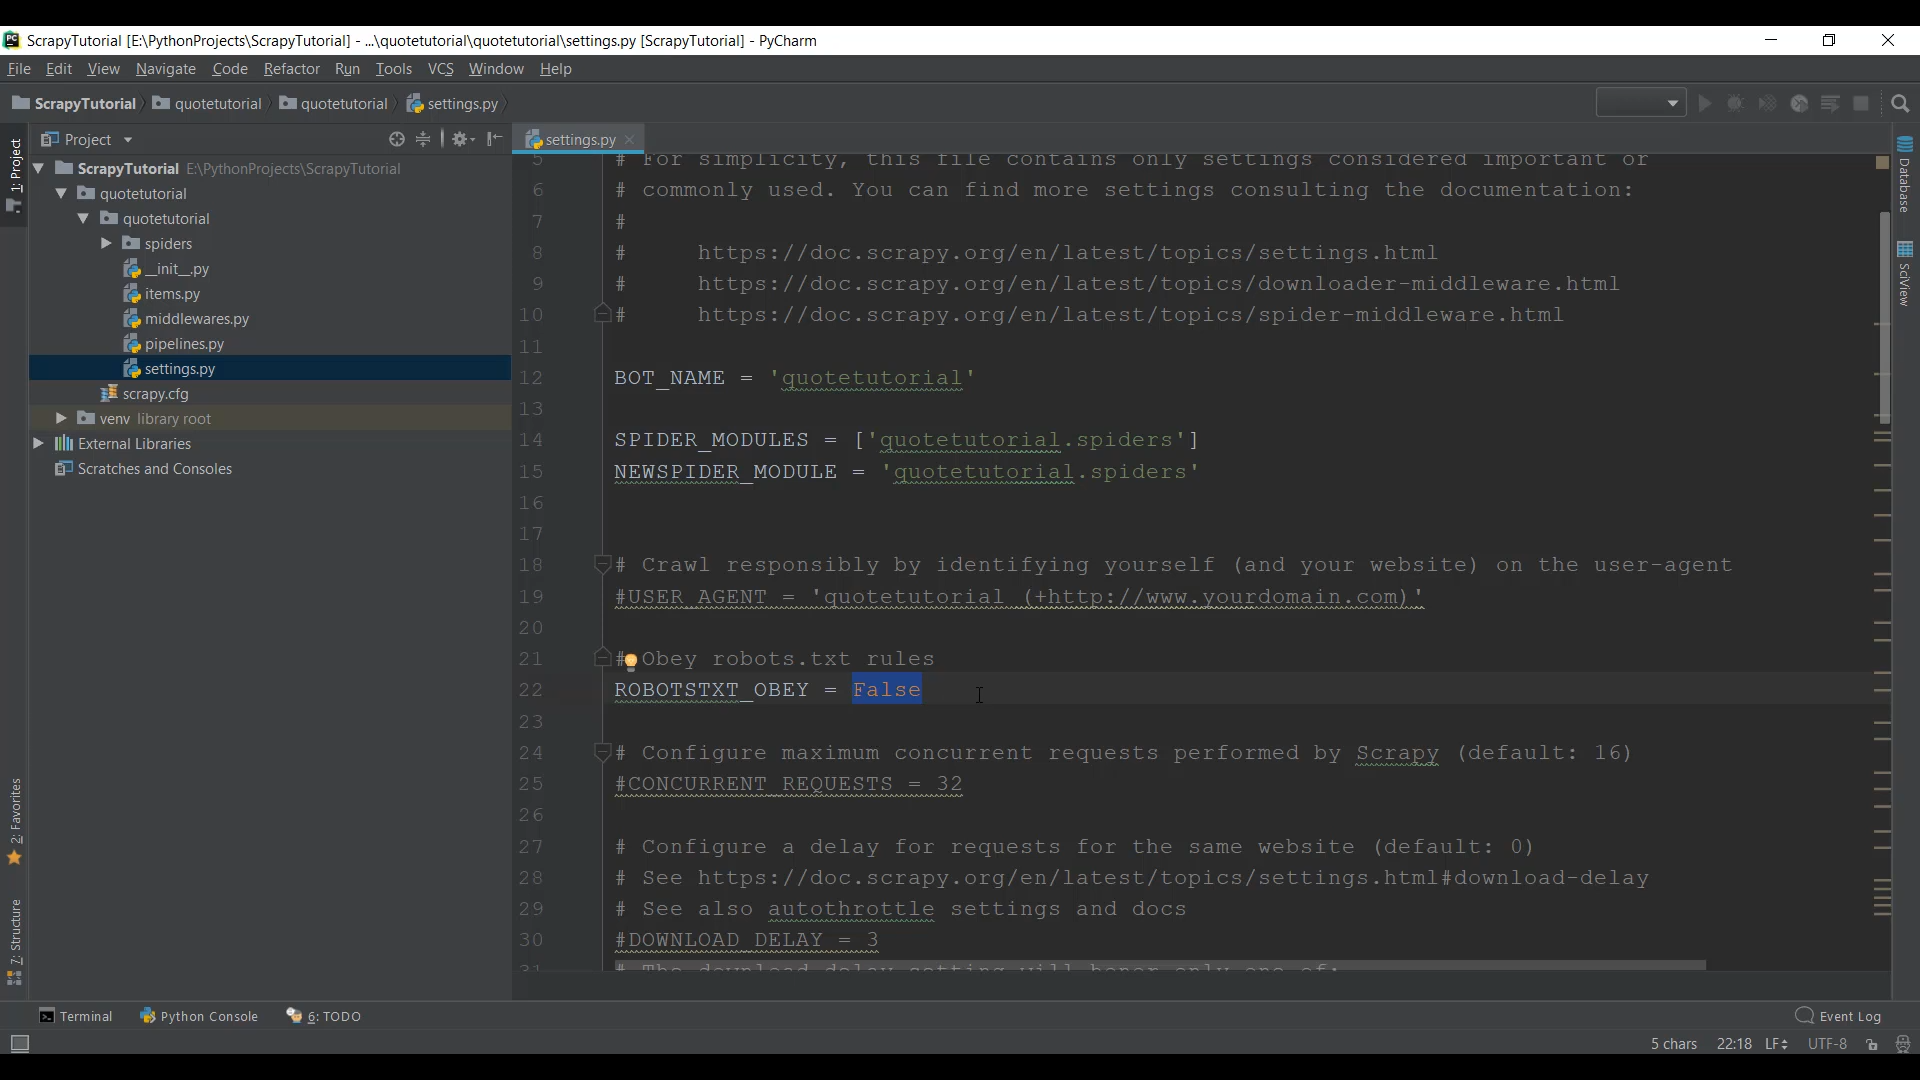 ScrapyTutorial [E:\PythonProjects\ScrapyTutorial] - ...\quotetutorial\quotetutorial\settings.py [ScrapyTutorial] - PyCharm
File Edit View Navigate Code Refactor Run Tools VCS Window Help
ScrapyTutorial quotetutorial quotetutorial settings.py
1: Project
2: Favorites
7: Structure
Project
ScrapyTutorial E:\PythonProjects\ScrapyTutorial
quotetutorial
quotetutorial
spiders
__init__.py
items.py
middlewares.py
pipelines.py
settings.py
scrapy.cfg
venv library root
External Libraries
Scratches and Consoles
settings.py
5 # For simplicity, this file contains only settings considered important or
6 # commonly used. You can find more settings consulting the documentation:
7 #
8 # https://doc.scrapy.org/en/latest/topics/settings.html
9 # https://doc.scrapy.org/en/latest/topics/downloader-middleware.html
10 # https://doc.scrapy.org/en/latest/topics/spider-middleware.html
11
12 BOT_NAME = 'quotetutorial'
13
14 SPIDER_MODULES = ['quotetutorial.spiders']
15 NEWSPIDER_MODULE = 'quotetutorial.spiders'
16
17
18 # Crawl responsibly by identifying yourself (and your website) on the user-agent
19 #USER_AGENT = 'quotetutorial (+http://www.yourdomain.com)'
20
21 # Obey robots.txt rules
22 ROBOTSTXT_OBEY = False
23
24 # Configure maximum concurrent requests performed by Scrapy (default: 16)
25 #CONCURRENT_REQUESTS = 32
26
27 # Configure a delay for requests for the same website (default: 0)
28 # See https://doc.scrapy.org/en/latest/topics/settings.html#download-delay
29 # See also autothrottle settings and docs
30 #DOWNLOAD_DELAY = 3
31 # The download delay setting will honor only one of:
Database
SciView
Terminal Python Console 6: TODO Event Log
5 chars 22:18 LF UTF-8